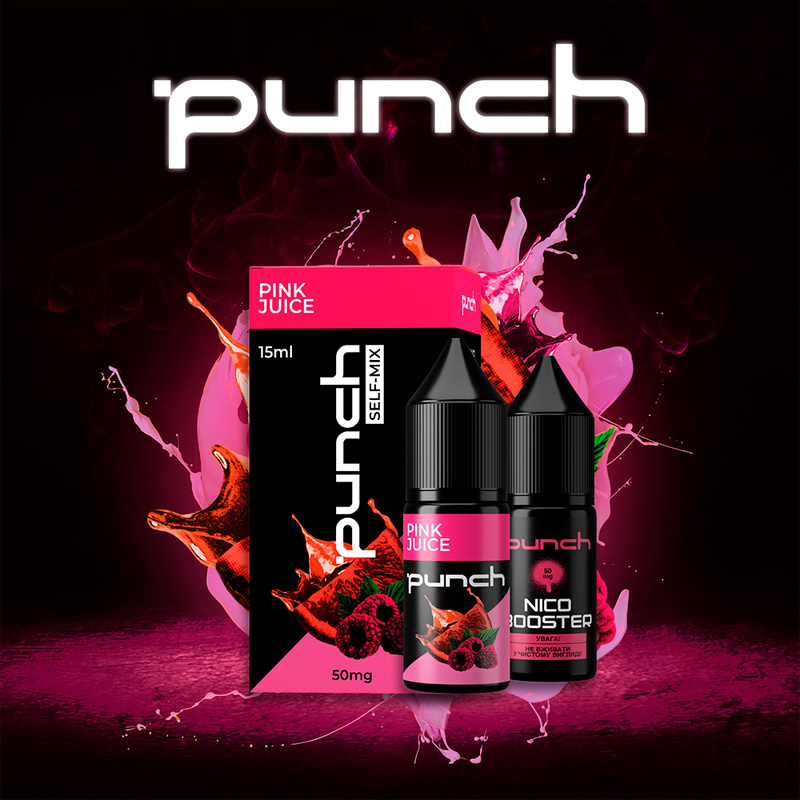 punch
PINK
JUICE
punch
15ml
punch
SELF-MIX
50mg
PINK
JUICE
punch
punch
50
mg
NICO
BOOSTER
УВАГА!
НЕ ВЖИВАТИ
У ЧИСТОМУ ВИГЛЯДІ!